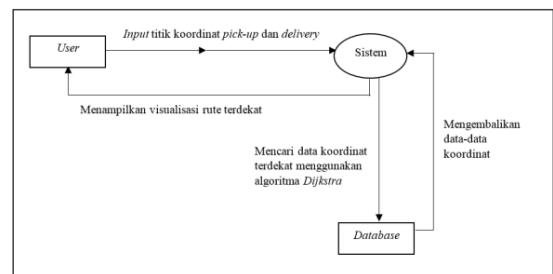 Input titik koordinat pick-up dan delivery
User
Sistem
Menampilkan visualisasi rute terdekat
Mengembalikan
data-data
koordinat
Mencari data koordinat
terdekat menggunakan
algoritma Dijkstra
Database